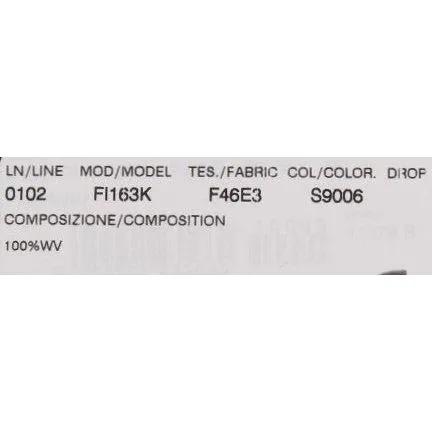 LN/LINE MOD/MODEL TES./FABRIC COL/COLOR. DROP
0102 FI163K F46E3 S9006
COMPOSIZIONE/COMPOSITION
100%WV